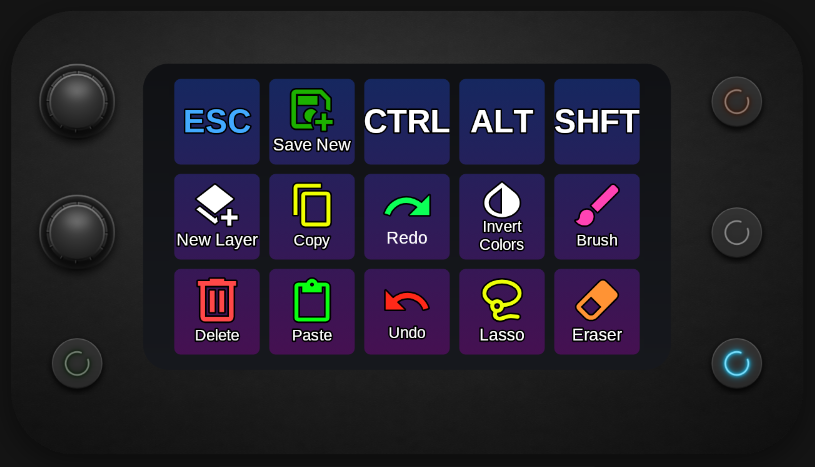 ESC
Save New
CTRL
ALT
SHFT
New Layer
Copy
Redo
Invert
Colors
Brush
Delete
Paste
Undo
Lasso
Eraser